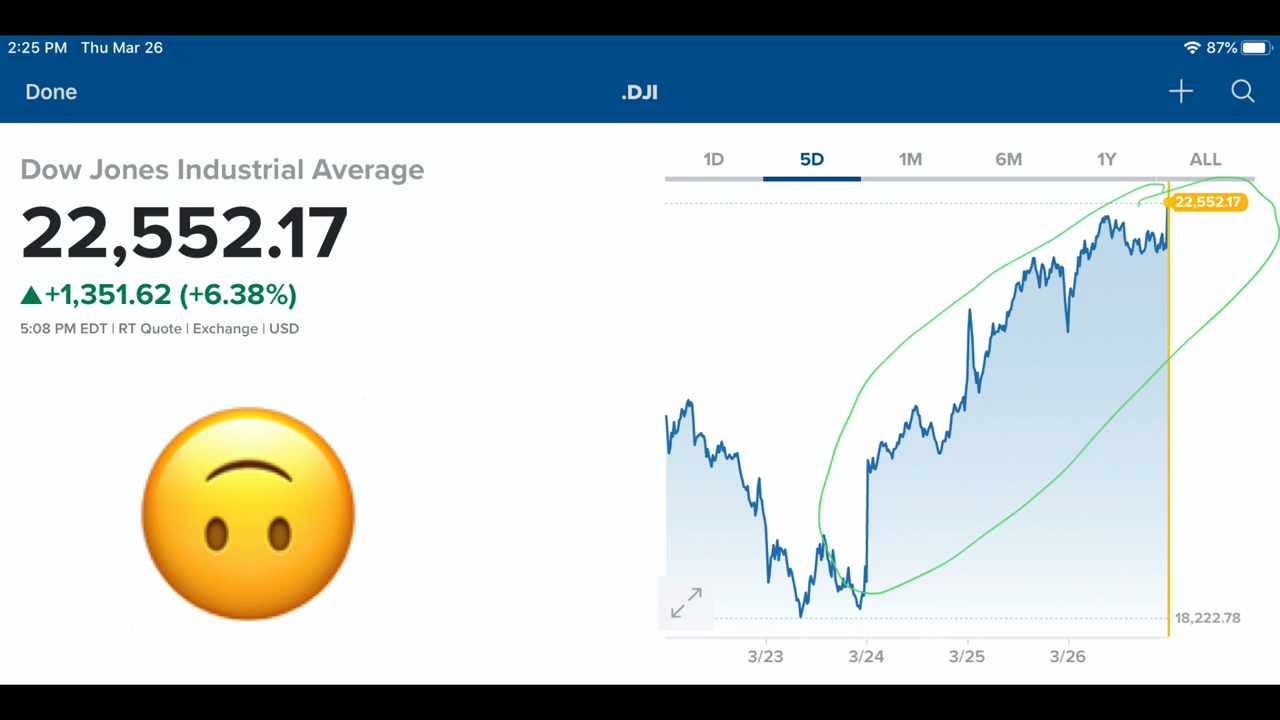 2:25 PM Thu Mar 26
87%
Done
.DJI
Dow Jones Industrial Average
22,552.17
▲+1,351.62 (+6.38%)
5:08 PM EDT | RT Quote | Exchange | USD
1D 5D 1M 6M 1Y ALL
22,552.17
18,222.78
3/23 3/24 3/25 3/26